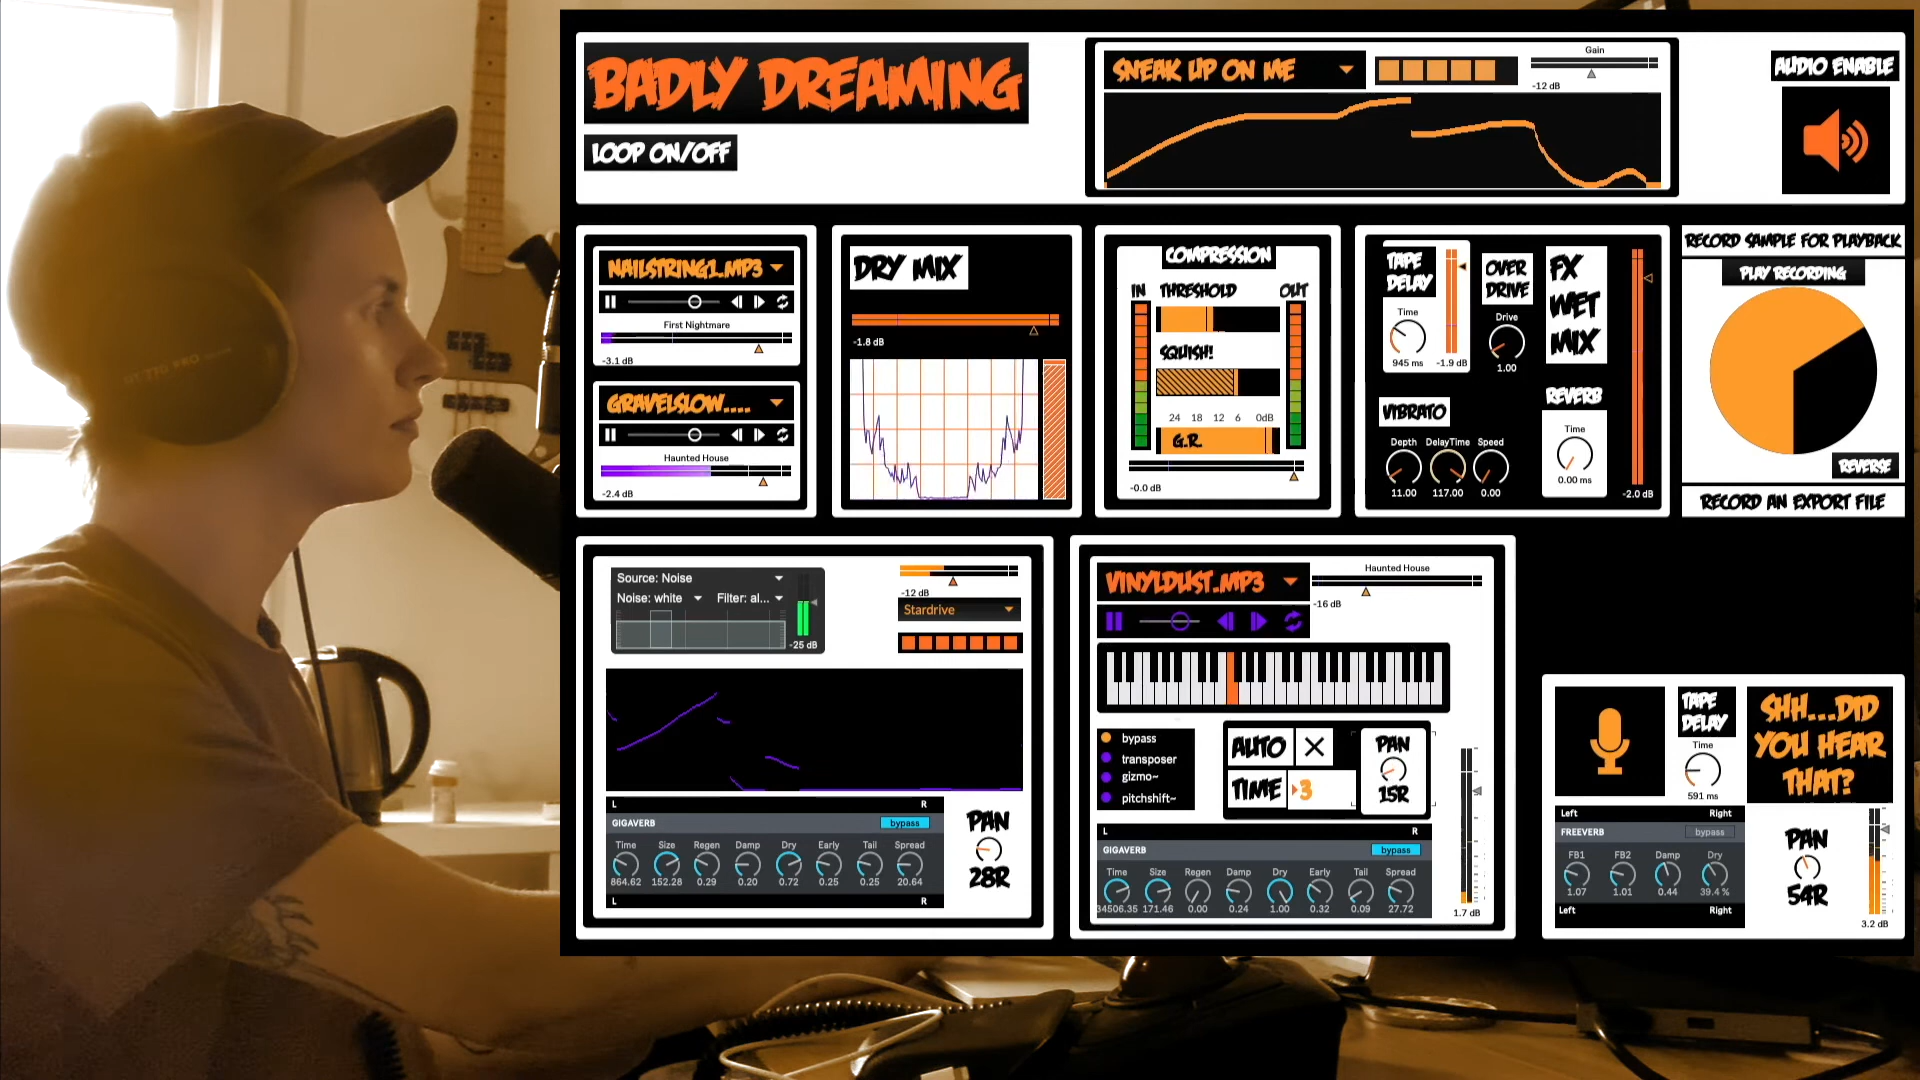 BADLY DREAMING
LOOP ON/OFF
SNEAK UP ON ME
Gain
-12 dB
AUDIO ENABLE
NAILSTRING1.MP3
First Nightmare
-3.1 dB
GRAVELSLOW....
Haunted House
-2.4 dB
DRY MIX
-1.8 dB
COMPRESSION
IN THRESHOLD OUT
SQUISH!
24 18 12 6 0dB
G.R.
-0.0 dB
TAPE
DELAY
Time
945 ms -1.9 dB
OVER
DRIVE
Drive
1.00
FX
WET
MIX
VIBRATO
Depth DelayTime Speed
11.00 117.00 0.00
REVERB
Time
0.00 ms
-2.0 dB
RECORD SAMPLE FOR PLAYBACK
PLAY RECORDING
REVERSE
RECORD AN EXPORT FILE
Source: Noise
Noise: white Filter: al...
-25 dB
-12 dB
Stardrive
L R
GIGAVERB bypass
Time Size Regen Damp Dry Early Tail Spread
864.62 152.28 0.29 0.20 0.72 0.25 0.25 20.64
L R
PAN
28R
VINYLDUST.MP3
Haunted House
-16 dB
bypass
transposer
gizmo~
pitchshift~
AUTO X
TIME 3
PAN
15R
L R
GIGAVERB bypass
Time Size Regen Damp Dry Early Tail Spread
34506.35 171.46 0.00 0.24 1.00 0.32 0.09 27.72
1.7 dB
TAPE
DELAY
Time
591 ms
SHH...DID
YOU HEAR
THAT?
Left Right
FREEVERB bypass
FB1 FB2 Damp Dry
1.07 1.01 0.44 39.4 %
Left Right
PAN
54R
3.2 dB